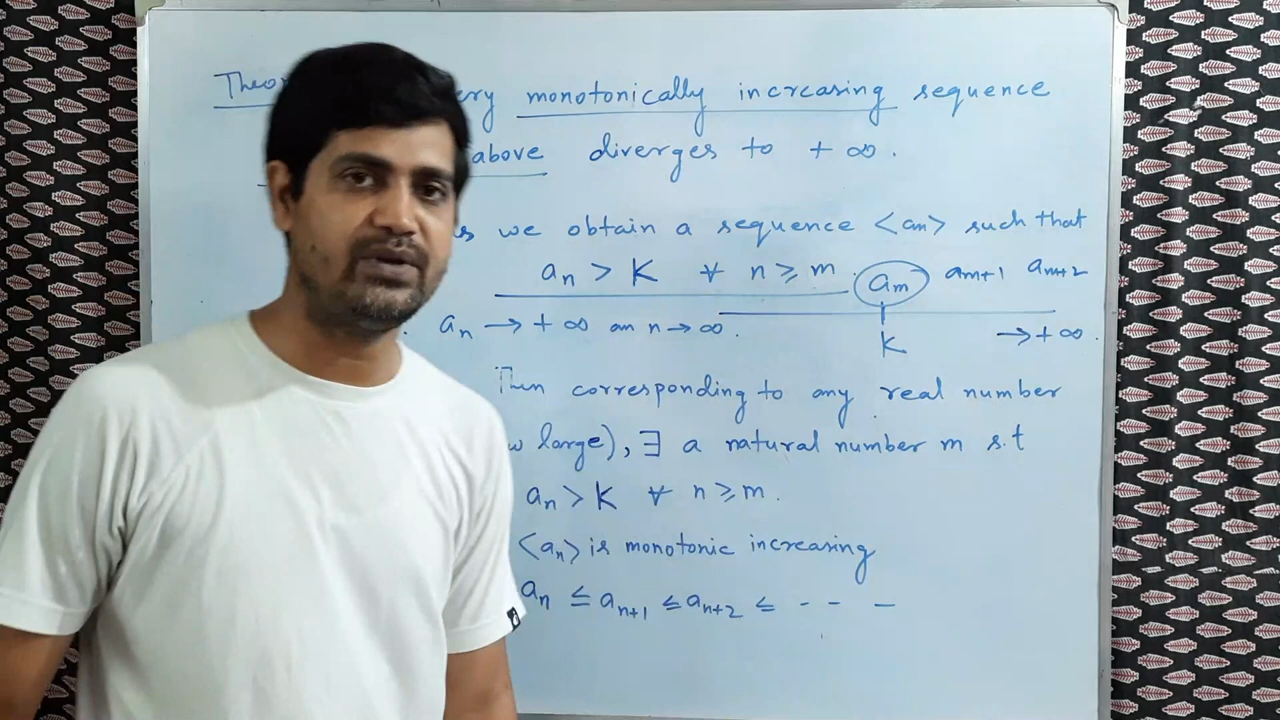 Theo ery monotonically increasing sequence
above diverges to + ∞.
s we obtain a sequence <an> such that
an > K ∀ n ≥ m. am am+1 am+2
. an → + ∞ as n → ∞. K → + ∞.
Then corresponding to any real number
w large), ∃ a natural number m s.t
an > K ∀ n ≥ m.
<an> is monotonic increasing
an ≤ an+1 ≤ an+2 ≤ - - -